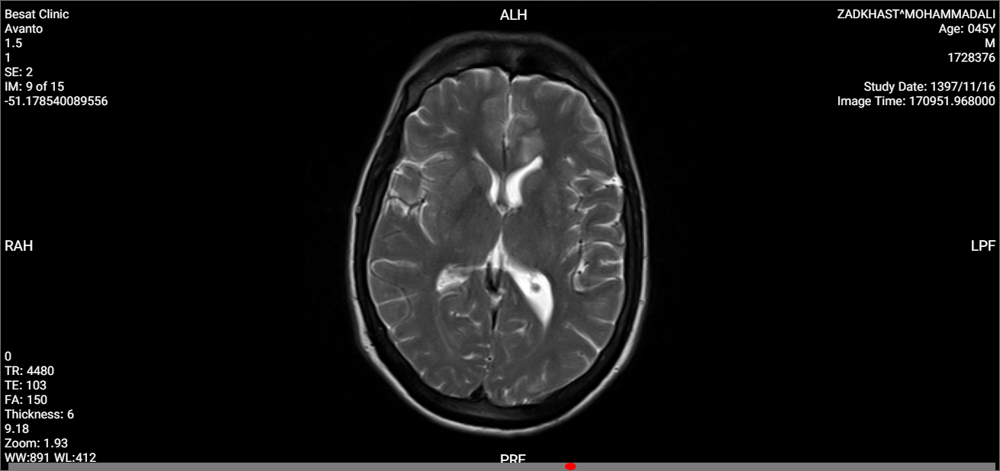 Besat Clinic
Avanto
1.5
1
SE: 2
IM: 9 of 15
-51.178540089556
ALH
ZADKHAST^MOHAMMADALI
Age: 045Y
M
1728376
Study Date: 1397/11/16
Image Time: 170951.968000
RAH
LPF
0
TR: 4480
TE: 103
FA: 150
Thickness: 6
9.18
Zoom: 1.93
WW:891 WL:412
PRF